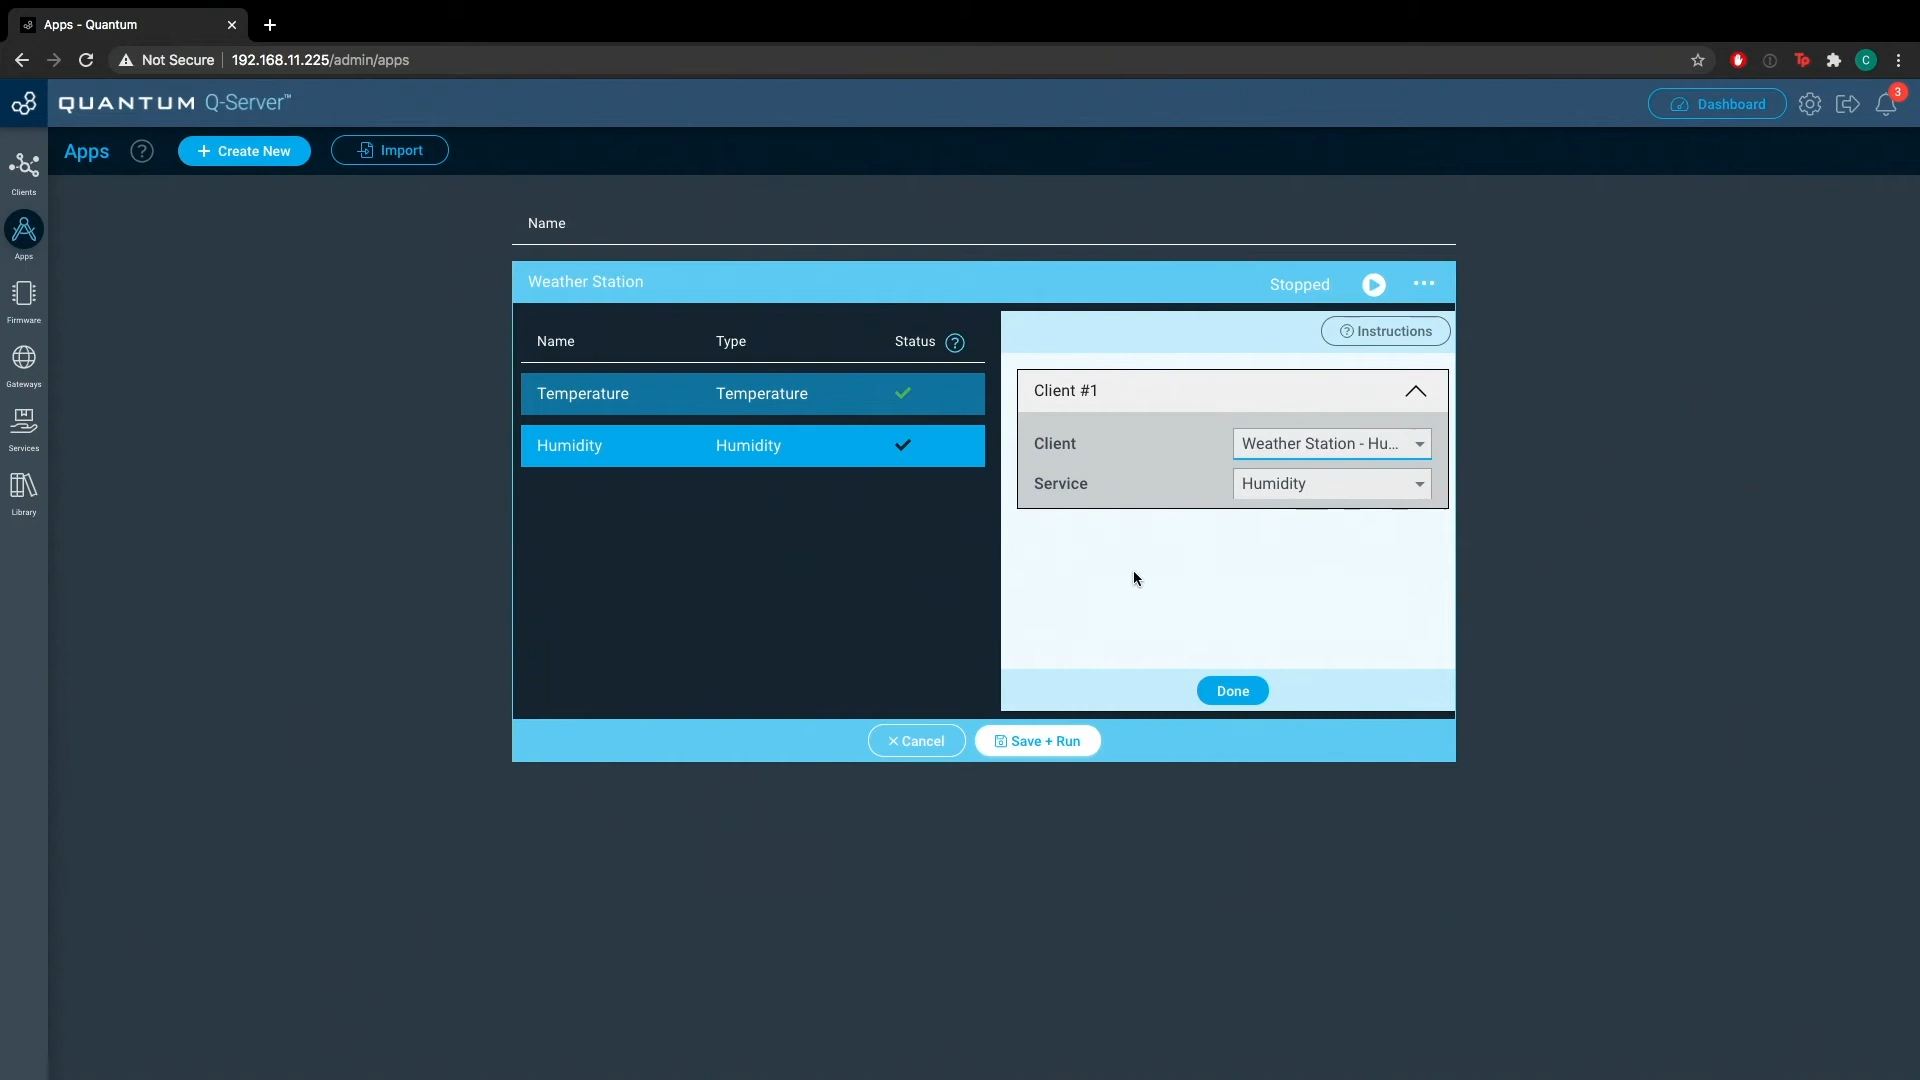 Apps - Quantum
Not Secure 192.168.11.225/admin/apps
Tp
C
QUANTUM Q-Server™
Dashboard
3
Apps
?
+ Create New
Import
Clients
Apps
Firmware
Gateways
Services
Library
Name
Weather Station
Stopped
Name Type Status ?
Temperature Temperature
Humidity Humidity
? Instructions
Client #1
Client Weather Station - Hu...
Service Humidity
Done
× Cancel
Save + Run